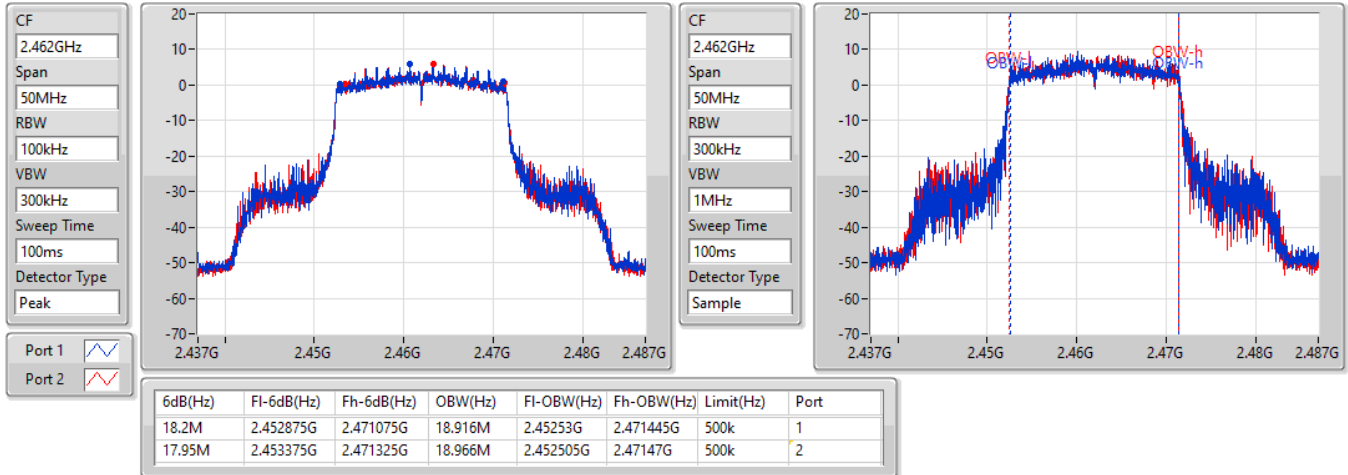 CF
2.462GHz
Span
50MHz
RBW
100kHz
VBW
300kHz
Sweep Time
100ms
Detector Type
Peak
Port 1
Port 2
20
10
0
-10
-20
-30
-40
-50
-60
-70
2.437G 2.45G 2.46G 2.47G 2.48G 2.487G
CF
2.462GHz
Span
50MHz
RBW
300kHz
VBW
1MHz
Sweep Time
100ms
Detector Type
Sample
20
10
0
-10
-20
-30
-40
-50
-60
-70
OBW-h
OBW-h
2.437G 2.45G 2.46G 2.47G 2.48G 2.487G
6dB(Hz) Fl-6dB(Hz) Fh-6dB(Hz) OBW(Hz) Fl-OBW(Hz) Fh-OBW(Hz) Limit(Hz) Port
18.2M 2.452875G 2.471075G 18.916M 2.45253G 2.471445G 500k 1
17.95M 2.453375G 2.471325G 18.966M 2.452505G 2.47147G 500k 2